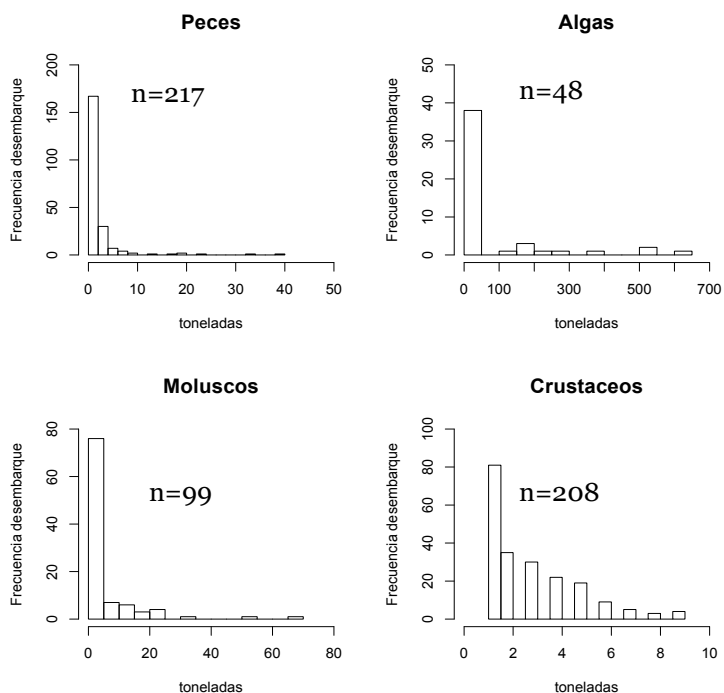 Peces
Frecuencia desembarque
200
150
100
50
0
n=217
0 10 20 30 40 50
toneladas
Algas
Frecuencia desembarque
50
40
30
20
10
0
n=48
0 100 300 500 700
toneladas
Moluscos
Frecuencia desembarque
80
60
40
20
0
n=99
0 20 40 60 80
toneladas
Crustaceos
Frecuencia desembarque
100
80
60
40
20
0
n=208
0 2 4 6 8 10
toneladas